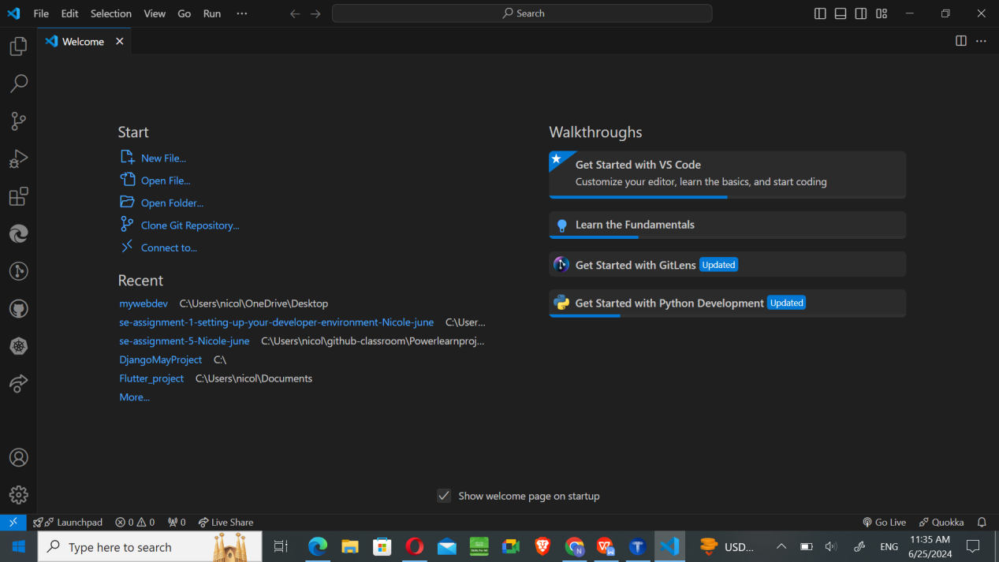 File Edit Selection View Go Run ···
Search
Welcome
Start
New File...
Open File...
Open Folder...
Clone Git Repository...
Connect to...
Recent
mywebdev C:\Users\nicol\OneDrive\Desktop
se-assignment-1-setting-up-your-developer-environment-Nicole-june C:\User...
se-assignment-5-Nicole-june C:\Users\nicol\github-classroom\Powerlearnproj...
DjangoMayProject C:\
Flutter_project C:\Users\nicol\Documents
More...
Walkthroughs
Get Started with VS Code
Customize your editor, learn the basics, and start coding
Learn the Fundamentals
Get Started with GitLens Updated
Get Started with Python Development Updated
Show welcome page on startup
Launchpad 0 0 0 Live Share Go Live Quokka
Type here to search USD... ENG
11:35 AM
6/25/2024